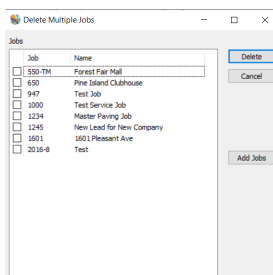 Delete Multiple Jobs
Jobs
Job Name
550-TM Forest Fair Mall
650 Pine Island Clubhouse
947 Test Job
1000 Test Service Job
1234 Master Paving Job
1245 New Lead for New Company
1601 1601 Pleasant Ave
2016-8 Test
Delete
Cancel
Add Jobs